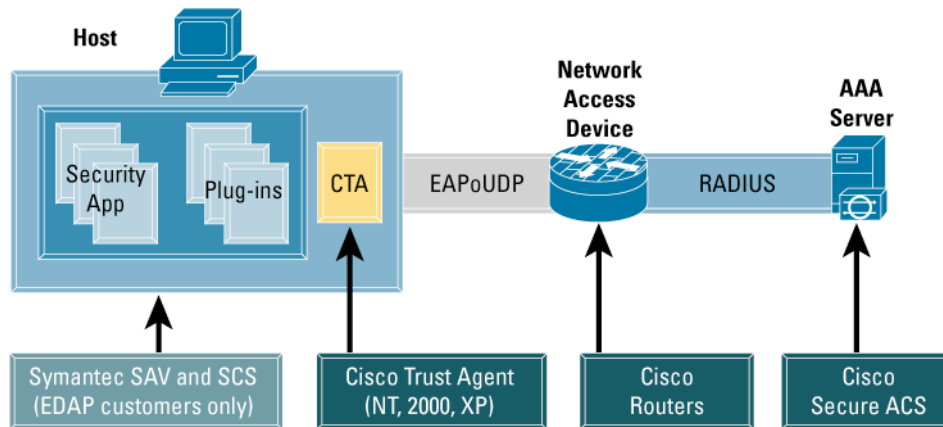 Host
Network
Access
Device
AAA
Server
Security
App
Plug-ins
CTA
EAPoUDP
RADIUS
Symantec SAV and SCS
(EDAP customers only)
Cisco Trust Agent
(NT, 2000, XP)
Cisco
Routers
Cisco
Secure ACS